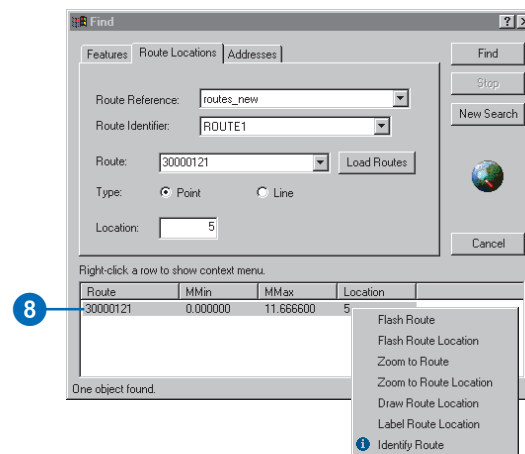 Find
Features Route Locations Addresses
Find
Stop
New Search
Cancel
Route Reference: routes_new
Route Identifier: ROUTE1
Route: 30000121 Load Routes
Type: Point Line
Location: 5
Right-click a row to show context menu.
Route MMin MMax Location
8
30000121 0.000000 11.666600 5
Flash Route
Flash Route Location
Zoom to Route
Zoom to Route Location
Draw Route Location
Label Route Location
Identify Route
One object found.